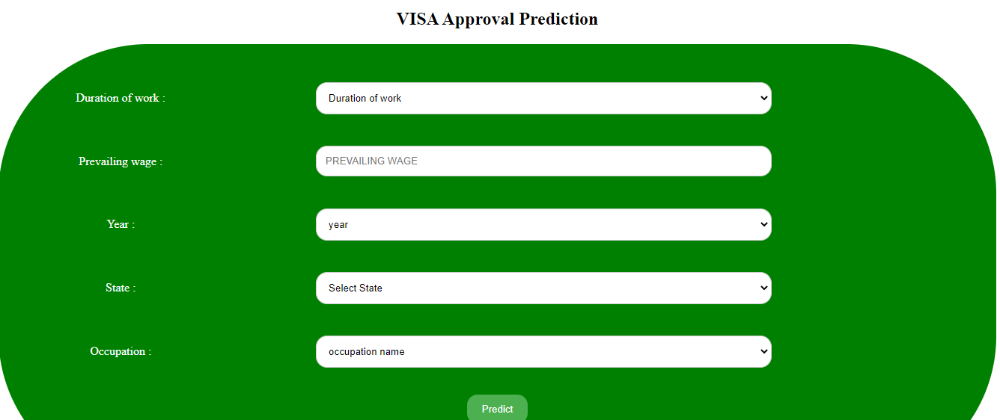 VISA Approval Prediction
Duration of work : Duration of work
Prevailing wage : PREVAILING WAGE
Year : year
State : Select State
Occupation : occupation name
Predict